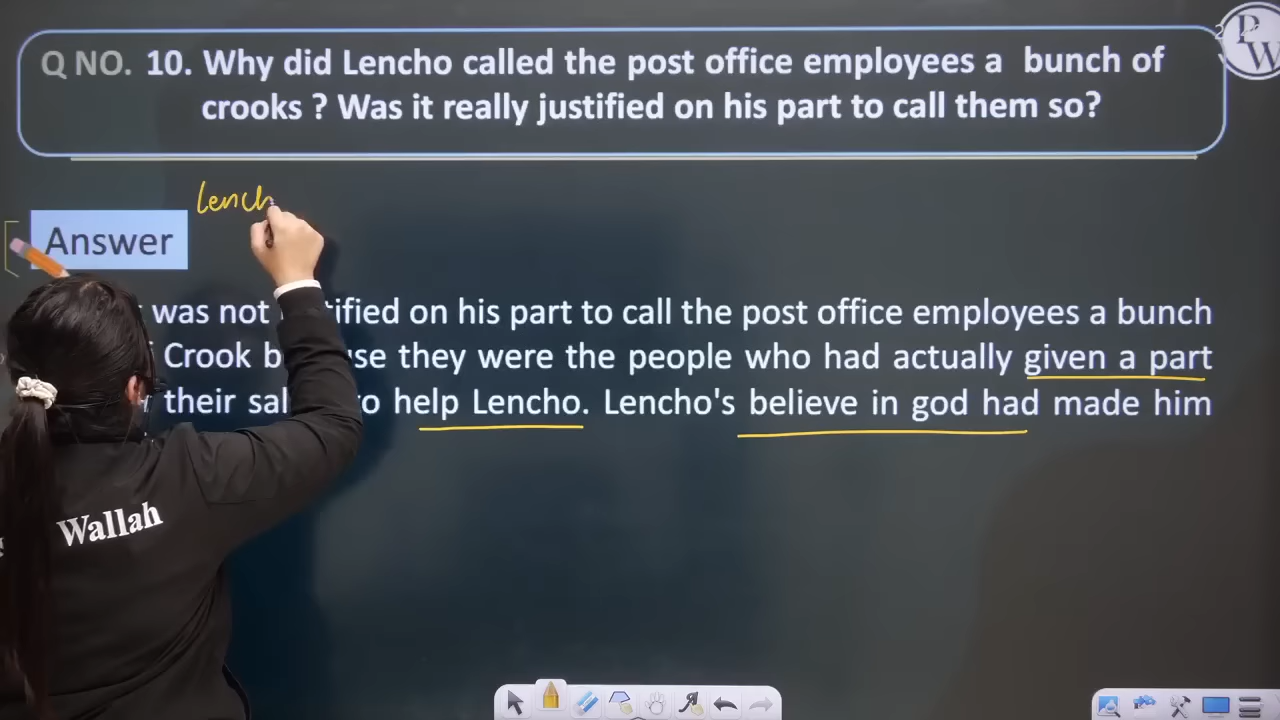 Q NO. 10. Why did Lencho called the post office employees a bunch of
crooks ? Was it really justified on his part to call them so?
PW
Lench
Answer
was not on his part to call the post office employees a bunch
Crook they were the people who had actually given a part
their to help Lencho. Lencho's believe in god had made him
Wallah